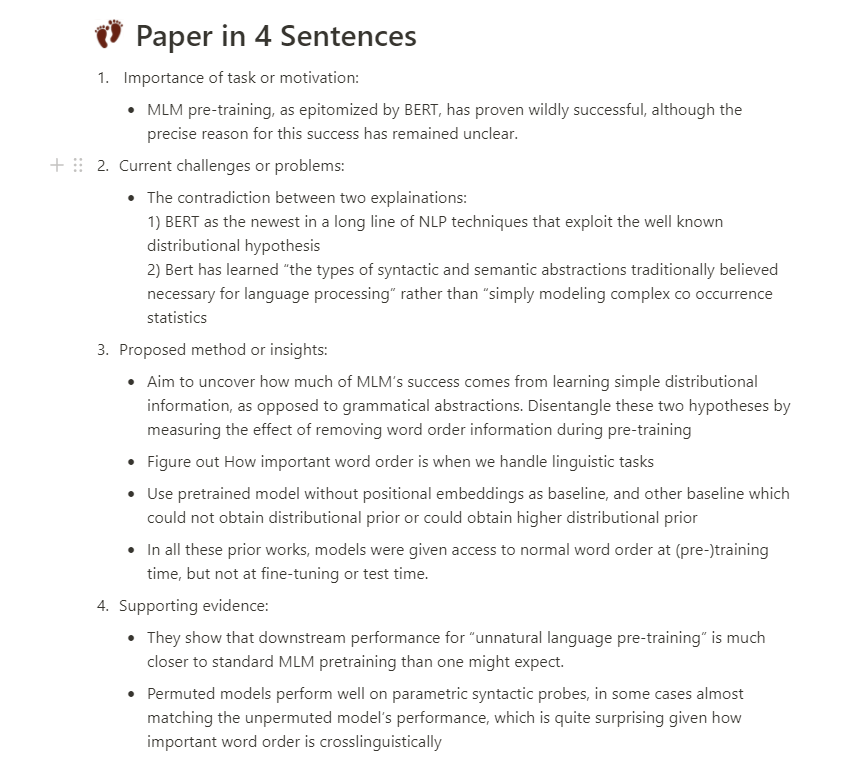 Paper in 4 Sentences
1. Importance of task or motivation:
• MLM pre-training, as epitomized by BERT, has proven wildly successful, although the
precise reason for this success has remained unclear.
2. Current challenges or problems:
• The contradiction between two explainations:
1) BERT as the newest in a long line of NLP techniques that exploit the well known
distributional hypothesis
2) Bert has learned “the types of syntactic and semantic abstractions traditionally believed
necessary for language processing” rather than “simply modeling complex co occurrence
statistics
3. Proposed method or insights:
• Aim to uncover how much of MLM’s success comes from learning simple distributional
information, as opposed to grammatical abstractions. Disentangle these two hypotheses by
measuring the effect of removing word order information during pre-training
• Figure out How important word order is when we handle linguistic tasks
• Use pretrained model without positional embeddings as baseline, and other baseline which
could not obtain distributional prior or could obtain higher distributional prior
• In all these prior works, models were given access to normal word order at (pre-)training
time, but not at fine-tuning or test time.
4. Supporting evidence:
• They show that downstream performance for “unnatural language pre-training” is much
closer to standard MLM pretraining than one might expect.
• Permuted models perform well on parametric syntactic probes, in some cases almost
matching the unpermuted model’s performance, which is quite surprising given how
important word order is crosslinguistically